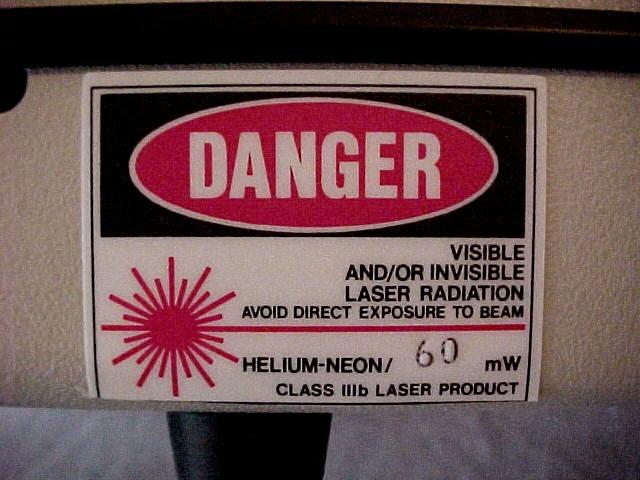 DANGER
VISIBLE
AND/OR INVISIBLE
LASER RADIATION
AVOID DIRECT EXPOSURE TO BEAM
HELIUM-NEON/ 60 mW
CLASS IIIb LASER PRODUCT